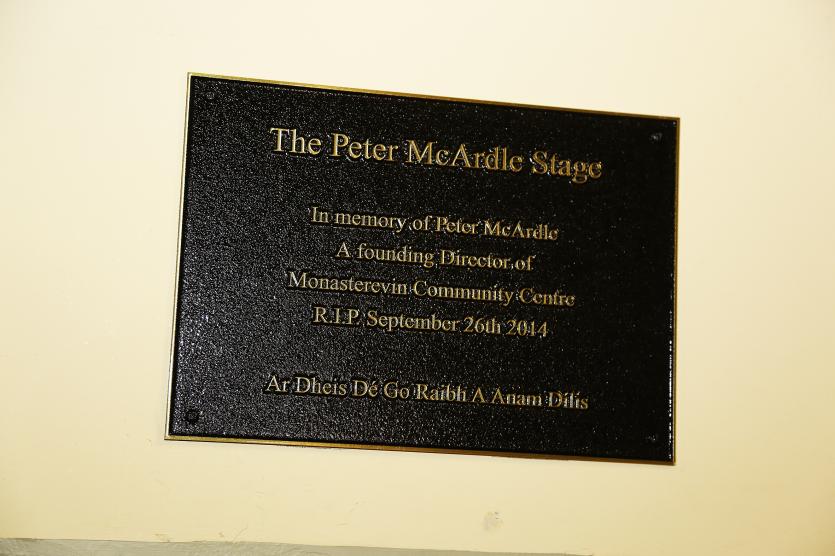 The Peter McArdle Stage
In memory of Peter McArdle
A founding Director of
Monasterevin Community Centre
R.I.P. September 26th 2014
Ar Dheis Dé Go Raibh A Anam Dilis